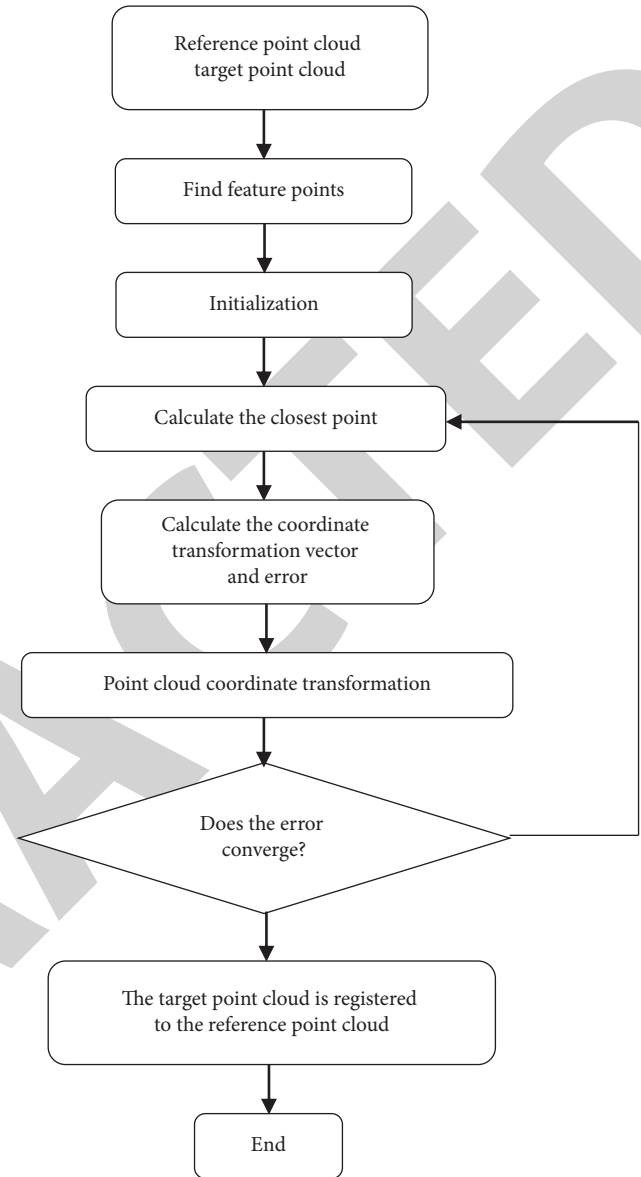 Reference point cloud
target point cloud
Find feature points
Initialization
Calculate the closest point
Calculate the coordinate
transformation vector
and error
Point cloud coordinate transformation
Does the error
converge?
The target point cloud is registered
to the reference point cloud
End
ACTED